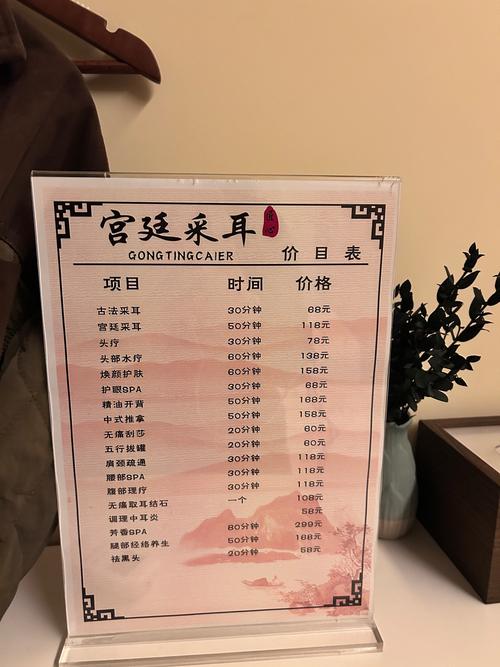 宫廷采耳 匠心
GONGTINGCAIER 价目表
项目 时间 价格
古法采耳 30分钟 68元
宫廷采耳 50分钟 118元
头疗 30分钟 78元
头部水疗 60分钟 138元
焕颜护肤 60分钟 158元
护眼SPA 30分钟 68元
精油开背 50分钟 168元
中式推拿 50分钟 158元
无痛刮莎 20分钟 60元
五行拔罐 20分钟 60元
肩颈疏通 30分钟 118元
腰部SPA 30分钟 118元
腹部理疗 30分钟 118元
无痛取耳结石 一个 108元
调理中耳炎 58元
芳香SPA 80分钟 299元
腿部经络养生 50分钟 168元
祛黑头 20分钟 58元